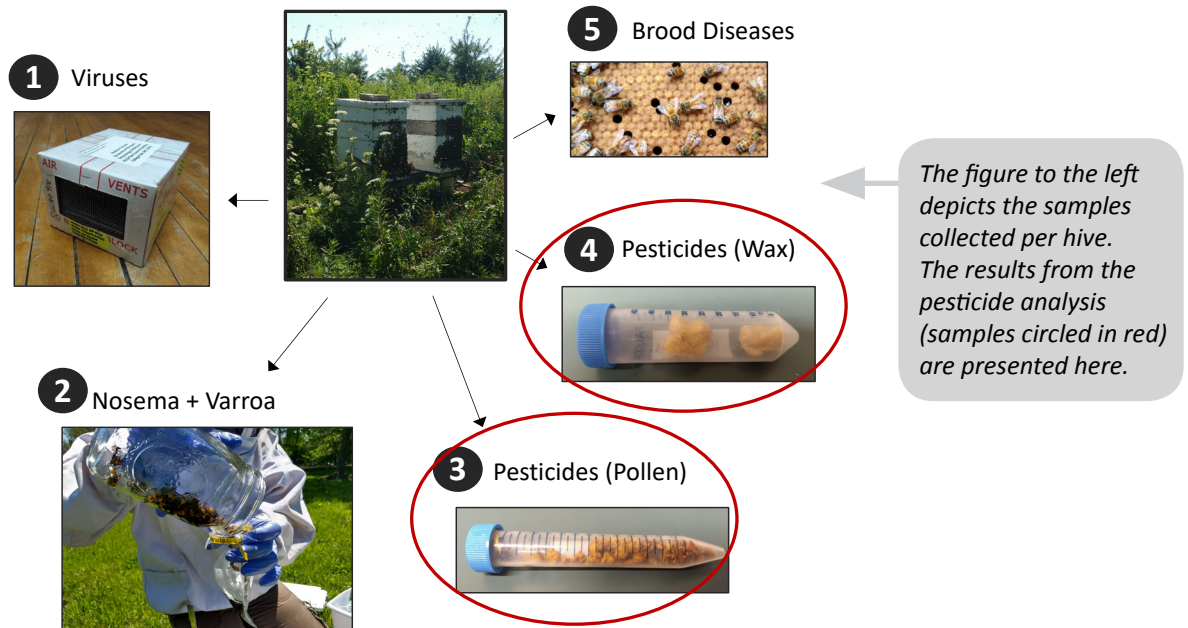 5 Brood Diseases
1 Viruses
The figure to the left
depicts the samples
collected per hive.
The results from the
pesticide analysis
(samples circled in red)
are presented here.
4 Pesticides (Wax)
AIR
VENTS
2 Nosema + Varroa
3 Pesticides (Pollen)